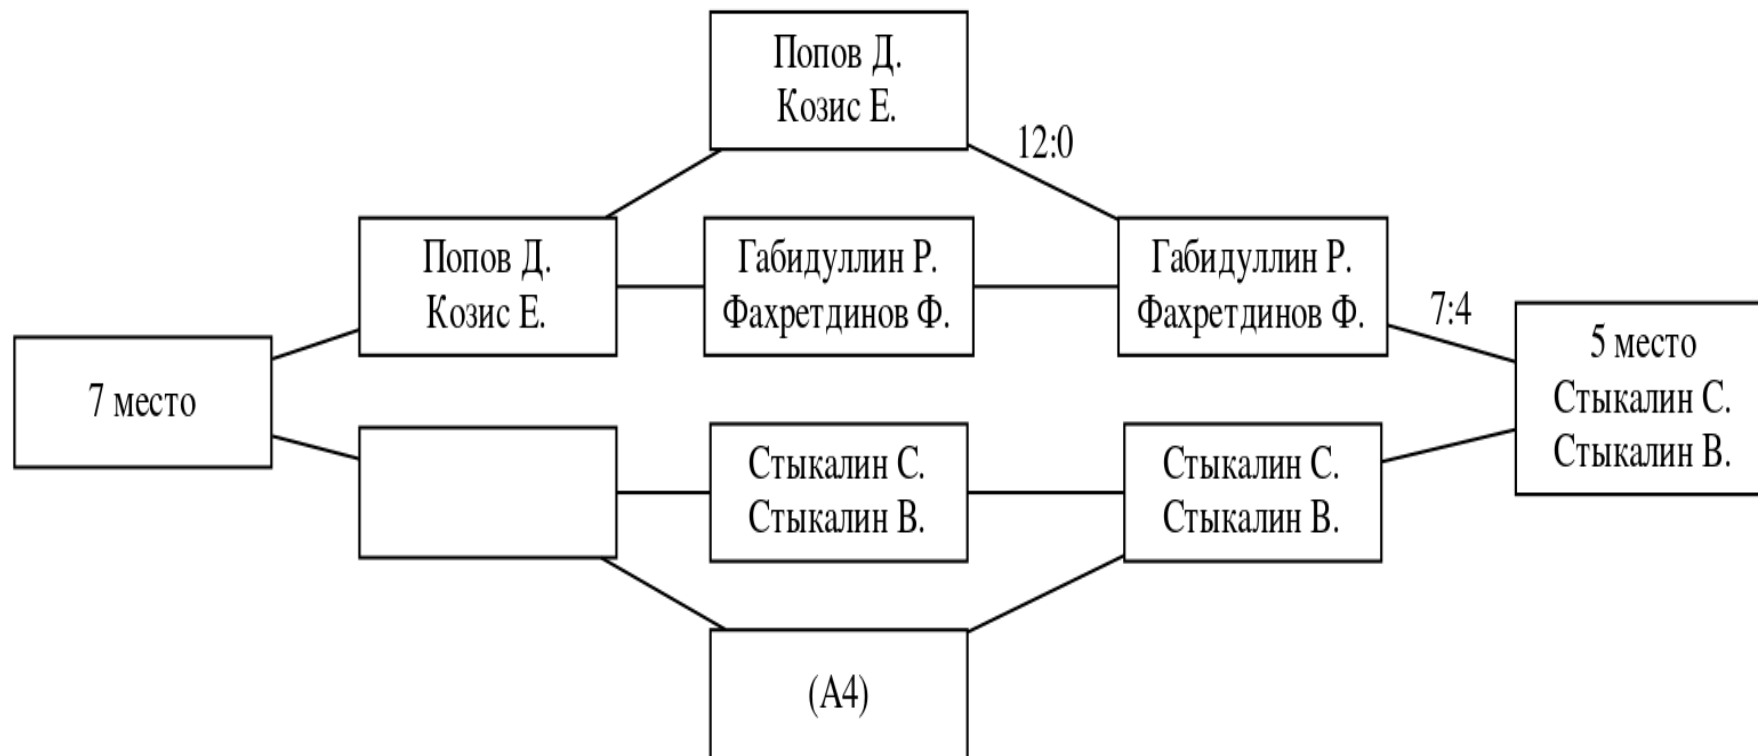 Попов Д.
Козис Е.
12:0
Попов Д.
Козис Е.
Габидуллин Р.
Фахретдинов Ф.
Габидуллин Р.
Фахретдинов Ф.
7:4
7 место
5 место
Стыкалин С.
Стыкалин В.
Стыкалин С.
Стыкалин В.
Стыкалин С.
Стыкалин В.
(А4)